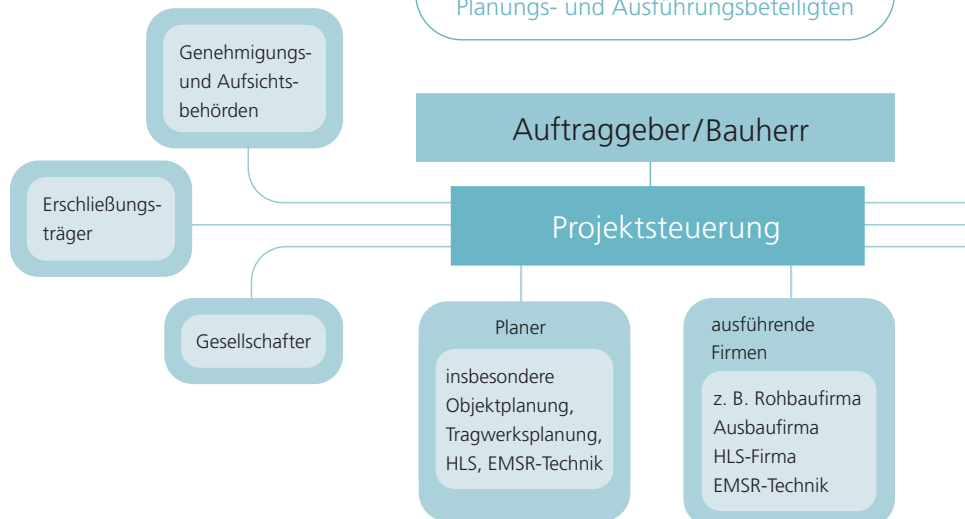 Planungs- und Ausführungsbeteiligten
Genehmigungs-
und Aufsichts-
behörden
Auftraggeber/Bauherr
Erschließungs-
träger
Projektsteuerung
Gesellschafter
Planer
insbesondere
Objektplanung,
Tragwerksplanung,
HLS, EMSR-Technik
ausführende
Firmen
z. B. Rohbaufirma
Ausbaufirma
HLS-Firma
EMSR-Technik